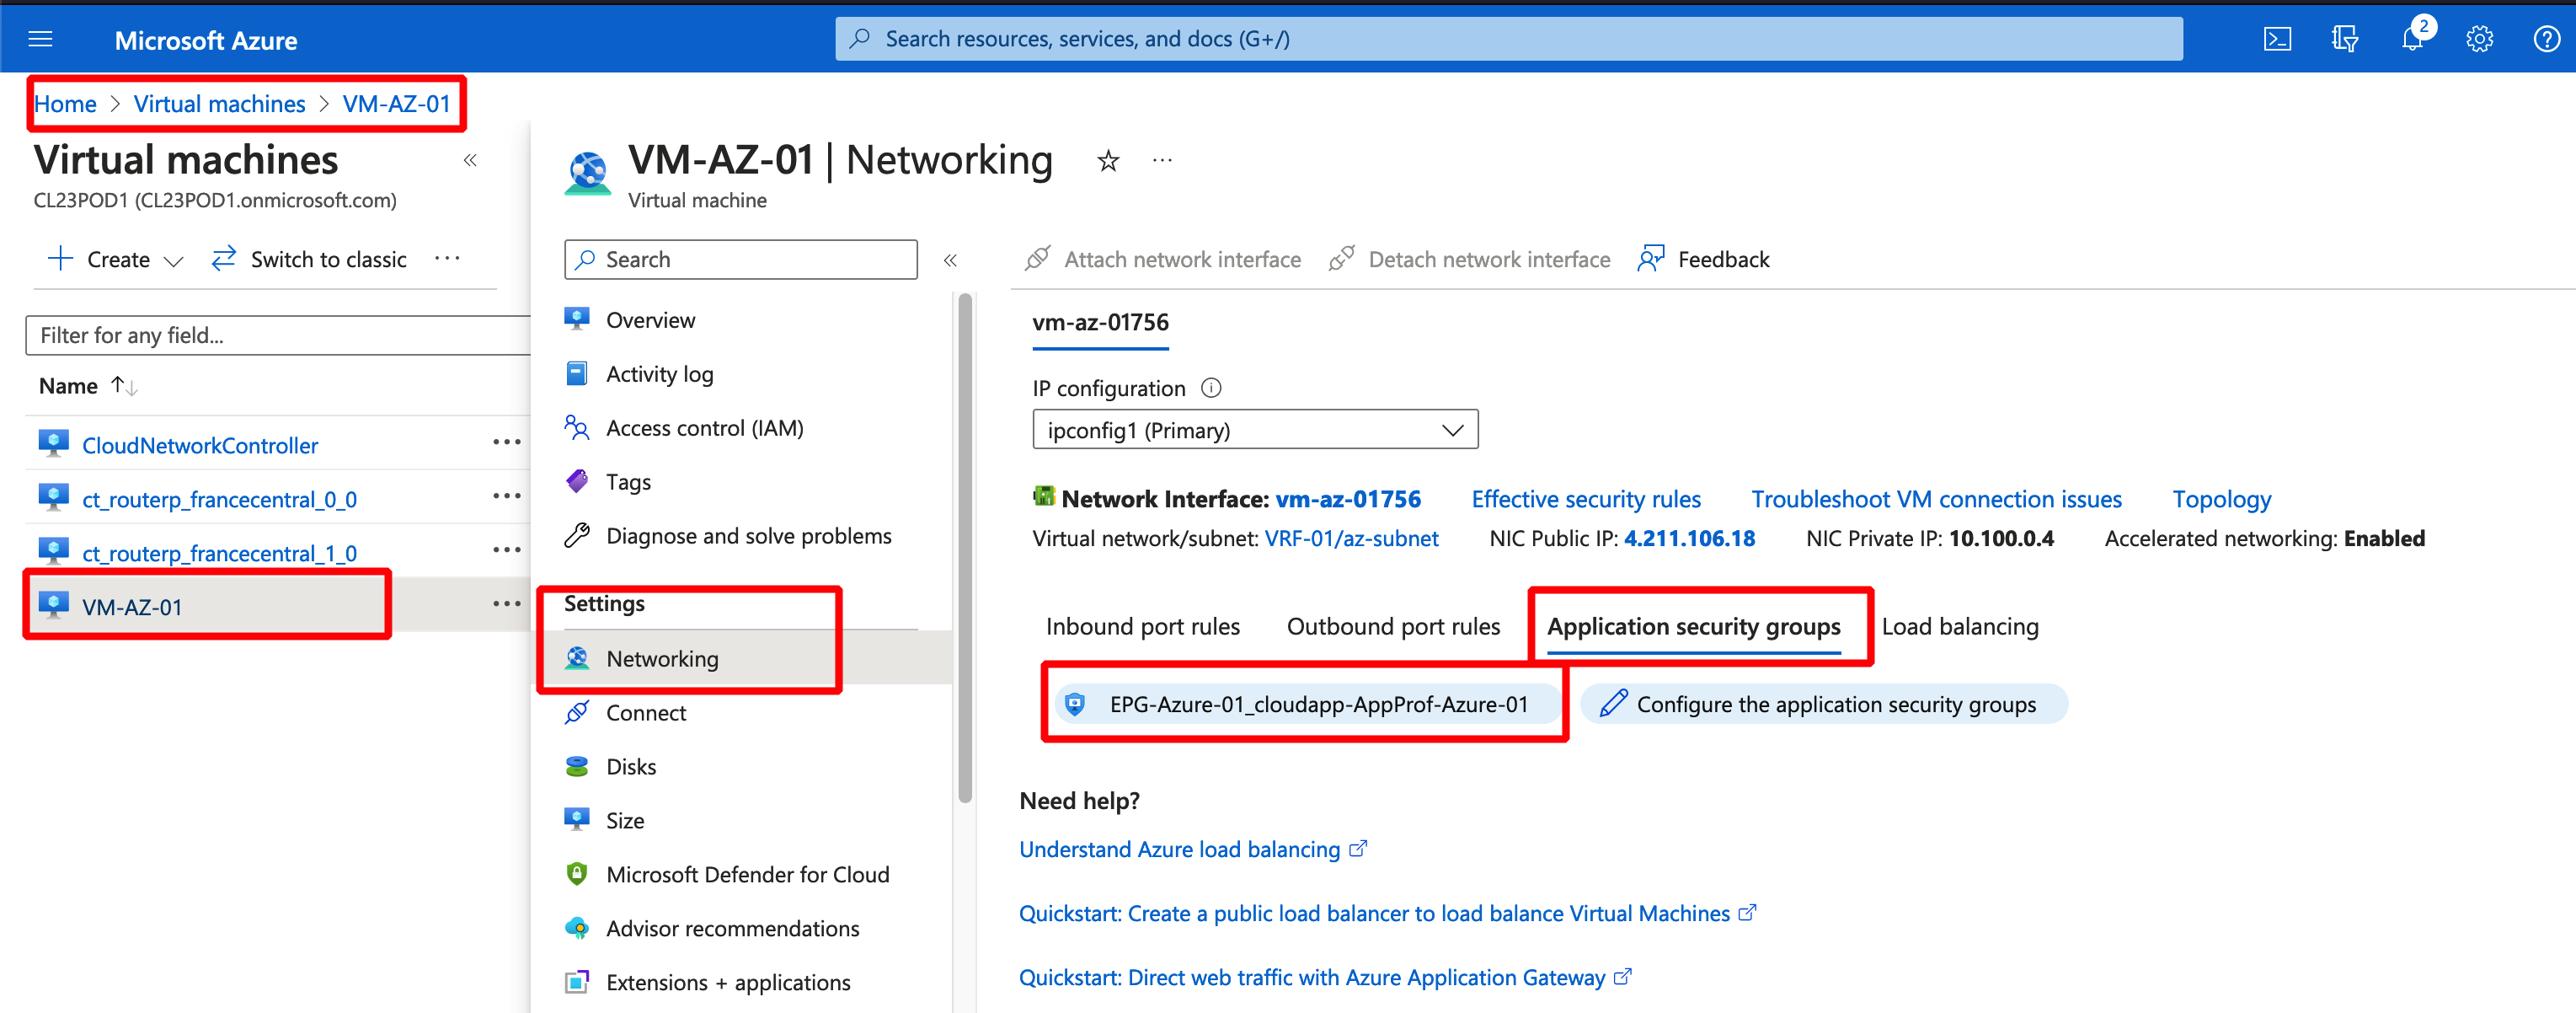 Microsoft Azure
Search resources, services, and docs (G+/)
2
Home > Virtual machines > VM-AZ-01
Virtual machines
CL23POD1 (CL23POD1.onmicrosoft.com)
Create
Switch to classic
Filter for any field...
Name
CloudNetworkController
ct_routerp_francecentral_0_0
ct_routerp_francecentral_1_0
VM-AZ-01
VM-AZ-01 | Networking
Virtual machine
Search
Overview
Activity log
Access control (IAM)
Tags
Diagnose and solve problems
Settings
Networking
Connect
Disks
Size
Microsoft Defender for Cloud
Advisor recommendations
Extensions + applications
Attach network interface Detach network interface Feedback
vm-az-01756
IP configuration
ipconfig1 (Primary)
Network Interface: vm-az-01756 Effective security rules Troubleshoot VM connection issues Topology
Virtual network/subnet: VRF-01/az-subnet NIC Public IP: 4.211.106.18 NIC Private IP: 10.100.0.4 Accelerated networking: Enabled
Inbound port rules Outbound port rules Application security groups Load balancing
EPG-Azure-01_cloudapp-AppProf-Azure-01 Configure the application security groups
Need help?
Understand Azure load balancing
Quickstart: Create a public load balancer to load balance Virtual Machines
Quickstart: Direct web traffic with Azure Application Gateway